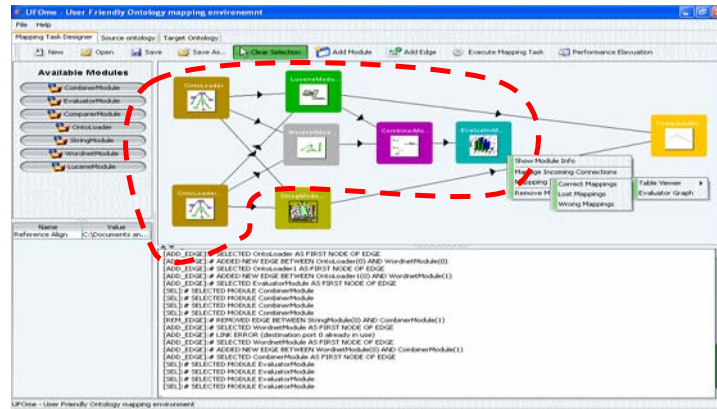 UFOme - User Friendly Ontology mapping environemnt
File Help
Mapping Task Designer Source ontology Target Ontology
New Open Save Save As... Clear Selection Add Module Add Edge Execute Mapping Task Performance Elevuation
Available Modules
CombinerModule
EvaluatorModule
ComparerModule
OntoLoader
StringModule
WordnetModule
LuceneModule
OntoLoader
LuceneModu...
WordnetMod...
CombinerMo...
EvaluatorM...
OntoLoader
StringModu...
Show Module Info
Manage Incoming Connections
Mapping
Remove M
Correct Mappings
Lost Mappings
Wrong Mappings
Table Viewer
Evaluator Graph
Name Value
Reference Align C:\Documents an...
[ADD_EDGE]:# SELECTED OntoLoader AS FIRST NODE OF EDGE
[ADD_EDGE]:# ADDED NEW EDGE BETWEEN OntoLoader(0) AND WordnetModule(0)
[ADD_EDGE]:# SELECTED OntoLoader1 AS FIRST NODE OF EDGE
[ADD_EDGE]:# ADDED NEW EDGE BETWEEN OntoLoader1(0) AND WordnetModule(1)
[ADD_EDGE]:# SELECTED EvaluatorModule AS FIRST NODE OF EDGE
[SEL]:# SELECTED MODULE CombinerModule
[SEL]:# SELECTED MODULE CombinerModule
[SEL]:# SELECTED MODULE CombinerModule
[SEL]:# SELECTED MODULE CombinerModule
[REM_EDGE]:# REMOVED EDGE BETWEEN StringModule(0) AND CombinerModule(1)
[ADD_EDGE]:# SELECTED WordnetModule AS FIRST NODE OF EDGE
[ADD_EDGE]:# LINK ERROR (destination port 0 already in use)
[ADD_EDGE]:# SELECTED WordnetModule AS FIRST NODE OF EDGE
[ADD_EDGE]:# ADDED NEW EDGE BETWEEN WordnetModule(0) AND CombinerModule(1)
[ADD_EDGE]:# SELECTED CombinerModule AS FIRST NODE OF EDGE
[SEL]:# SELECTED MODULE EvaluatorModule
[SEL]:# SELECTED MODULE EvaluatorModule
[SEL]:# SELECTED MODULE EvaluatorModule
[SEL]:# SELECTED MODULE EvaluatorModule
UFOme - User Friendly Ontology mapping environment